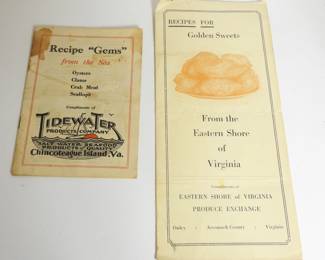 Recipe "Gems"
from the Sea
Oysters
Clams
Crab Meat
Scallops
Compliments of
TIDEWATER
PRODUCTS COMPANY
SALT WATER SEAFOOD
PRODUCTS OF QUALITY
Chincoteague Island, Va.
RECIPES FOR
Golden Sweets
From the
Eastern Shore
of
Virginia
Compliments of
EASTERN SHORE of VIRGINIA
PRODUCE EXCHANGE
Onley : Accomack County : Virginia